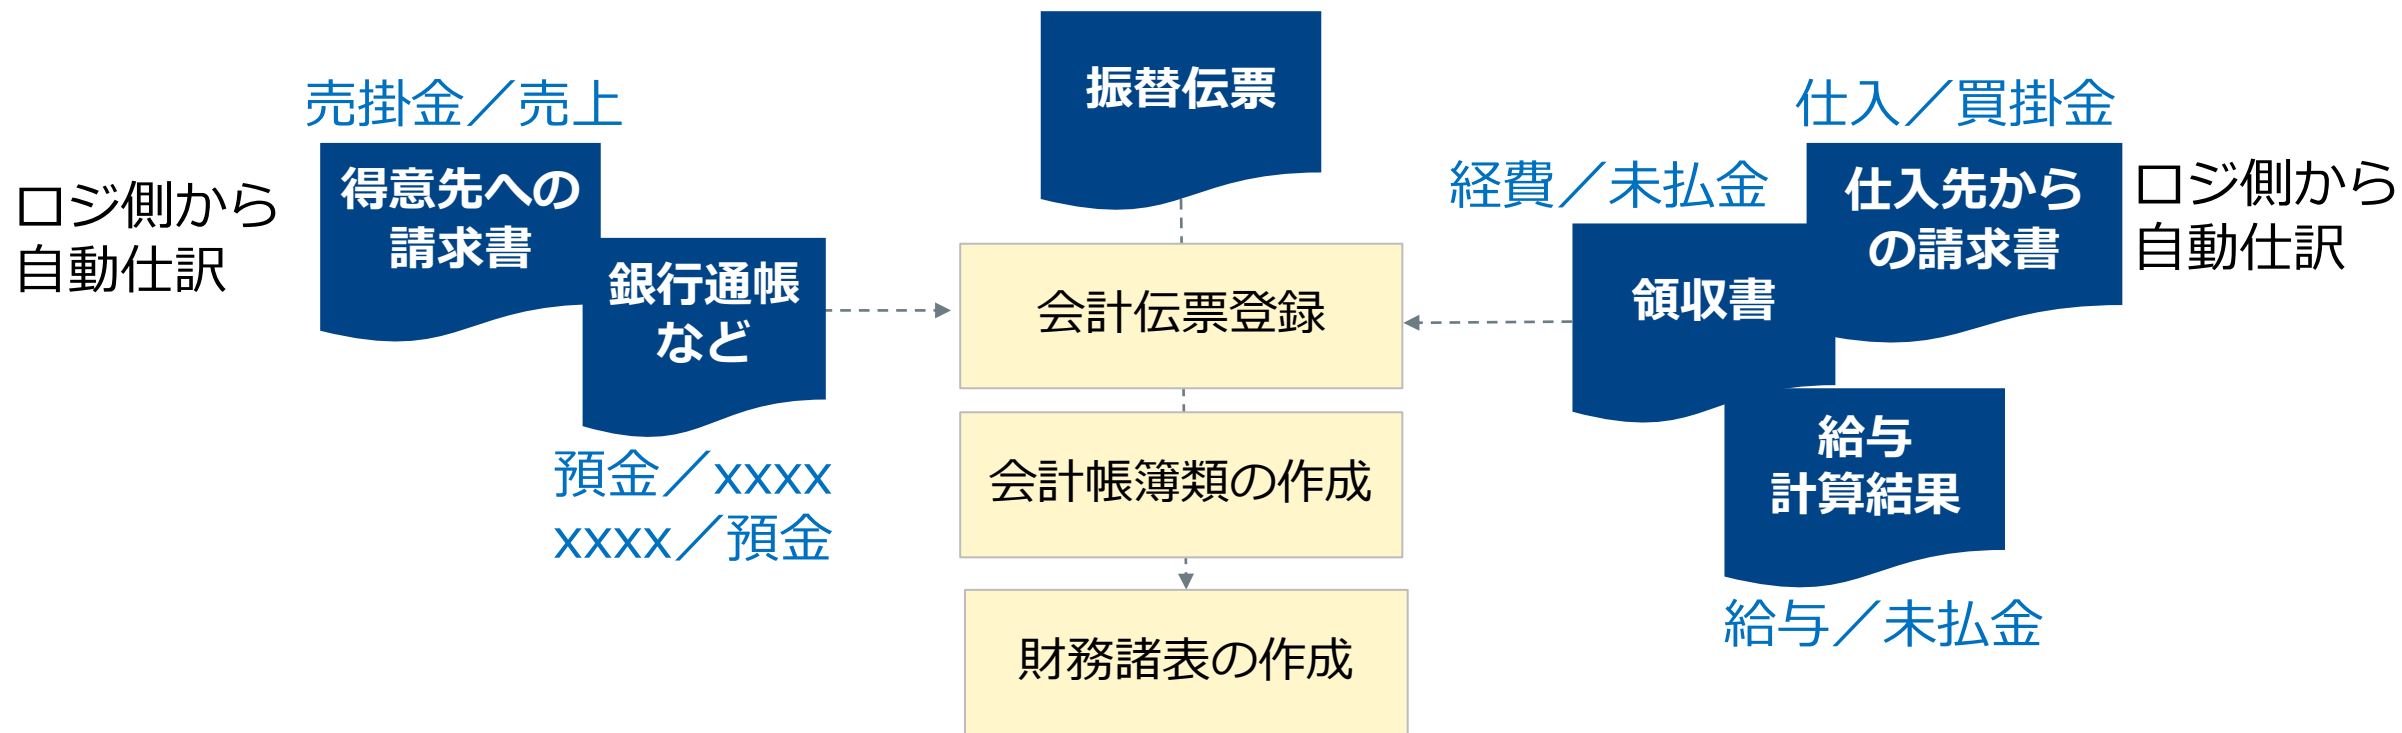 振替伝票
売掛金／売上
ロジ側から
自動仕訳
得意先への
請求書
銀行通帳
など
預金／xxxx
xxxx／預金
会計伝票登録
会計帳簿類の作成
財務諸表の作成
経費／未払金
領収書
仕入／買掛金
仕入先から
の請求書
ロジ側から
自動仕訳
給与
計算結果
給与／未払金